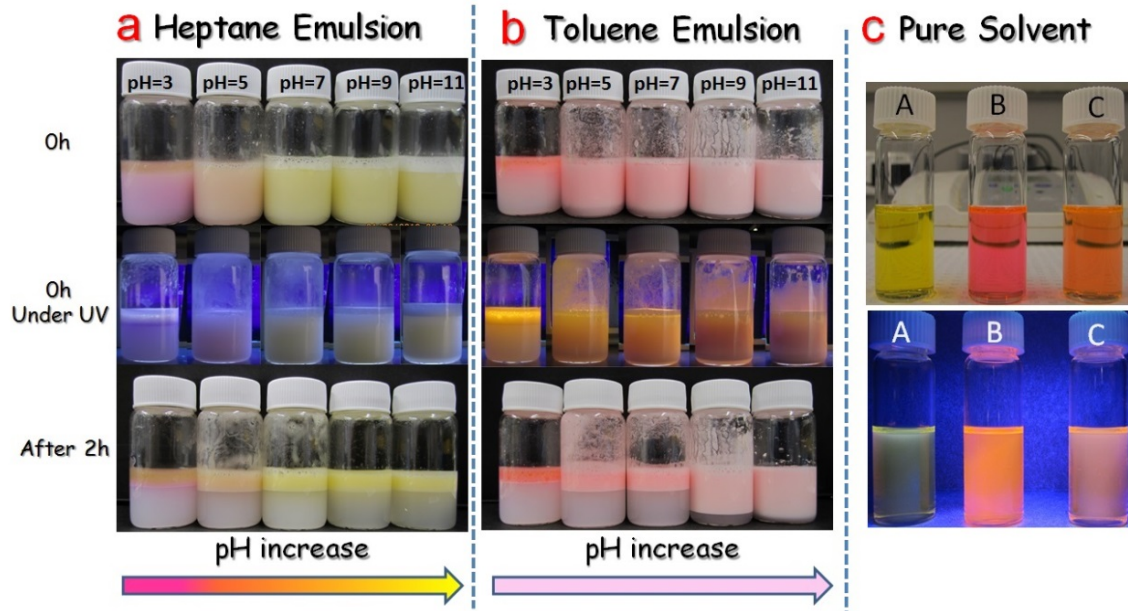 a Heptane Emulsion
b Toluene Emulsion
c Pure Solvent
pH=3 pH=5 pH=7 pH=9 pH=11
pH=3 pH=5 pH=7 pH=9 pH=11
A B C
0h
0h
Under UV
A B C
After 2h
pH increase
pH increase